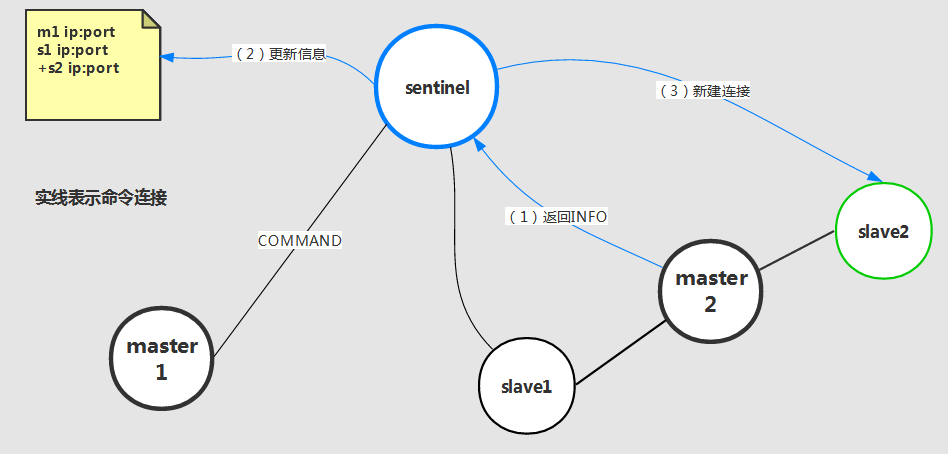 m1 ip:port
s1 ip:port
+s2 ip:port
（2）更新信息
sentinel
（3）新建连接
实线表示命令连接
COMMAND
（1）返回INFO
slave2
master
2
master
1
slave1